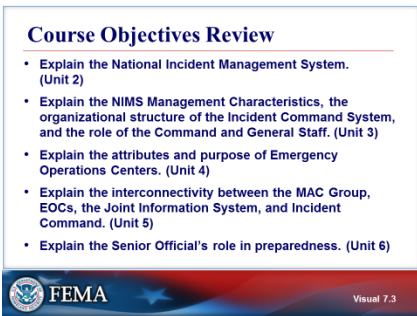 Course Objectives Review
• Explain the National Incident Management System.
(Unit 2)
• Explain the NIMS Management Characteristics, the
organizational structure of the Incident Command System,
and the role of the Command and General Staff. (Unit 3)
• Explain the attributes and purpose of Emergency
Operations Centers. (Unit 4)
• Explain the interconnectivity between the MAC Group,
EOCs, the Joint Information System, and Incident
Command. (Unit 5)
• Explain the Senior Official's role in preparedness. (Unit 6)
FEMA
Visual 7.3